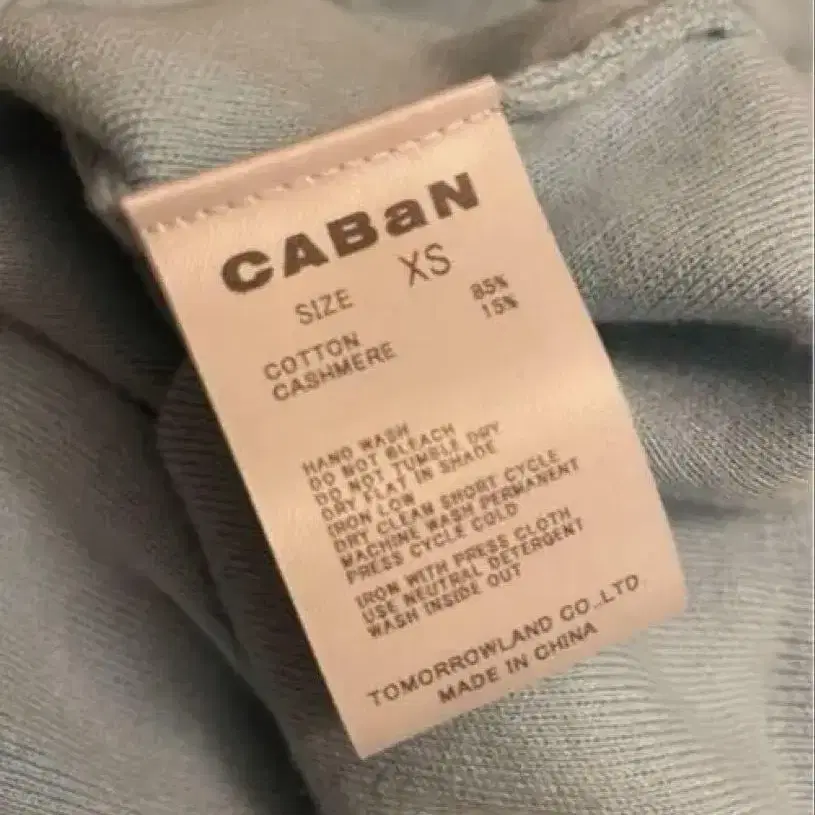 CABaN
SIZE XS
COTTON 85%
CASHMERE 15%
HAND WASH
DO NOT BLEACH
DO NOT TUMBLE DRY
DRY FLAT IN SHADE
IRON LOW
DRY CLEAN SHORT CYCLE
MACHINE WASH PERMANENT
PRESS CYCLE COLD
IRON WITH PRESS CLOTH
USE NEUTRAL DETERGENT
WASH INSIDE OUT
TOMORROWLAND CO.,LTD.
MADE IN CHINA